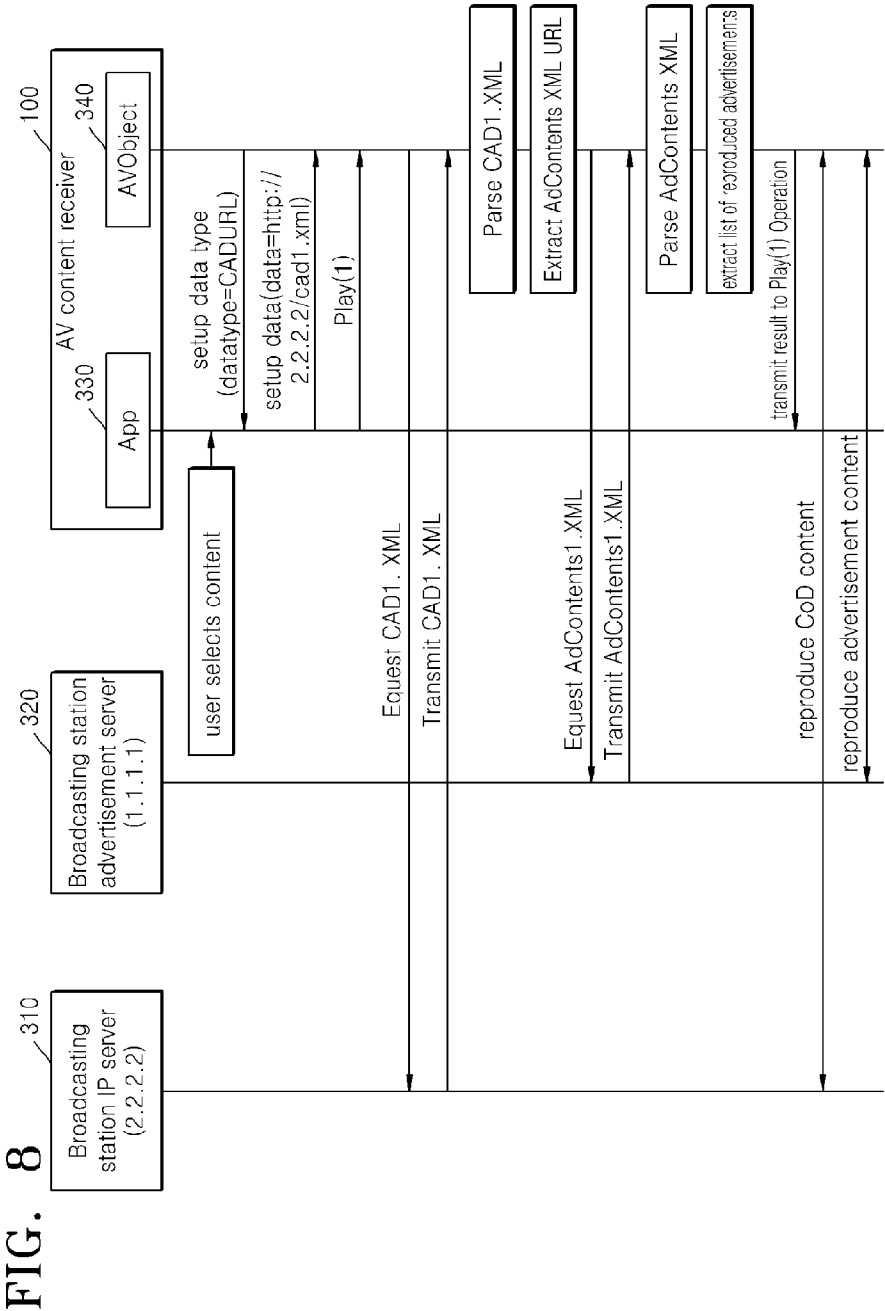 FIG. 8
310
Broadcasting
station IP server
(2.2.2.2)
320
Broadcasting station
advertisement server
(1.1.1.1)
100
AV content receiver
330
App
340
AVObject
user selects content
setup data type
(datatype=CADURL)
setup data(data=http://
2.2.2.2/cad1.xml)
Play(1)
Equest CAD1. XML
Transmit CAD1. XML
Parse CAD1.XML
Extract AdContents XML URL
Equest AdContents1.XML
Transmit AdContents1.XML
Parse AdContents XML
extract list of reproduced advertisements
transmit result to Play(1) Operation
reproduce CoD content
reproduce advertisement content